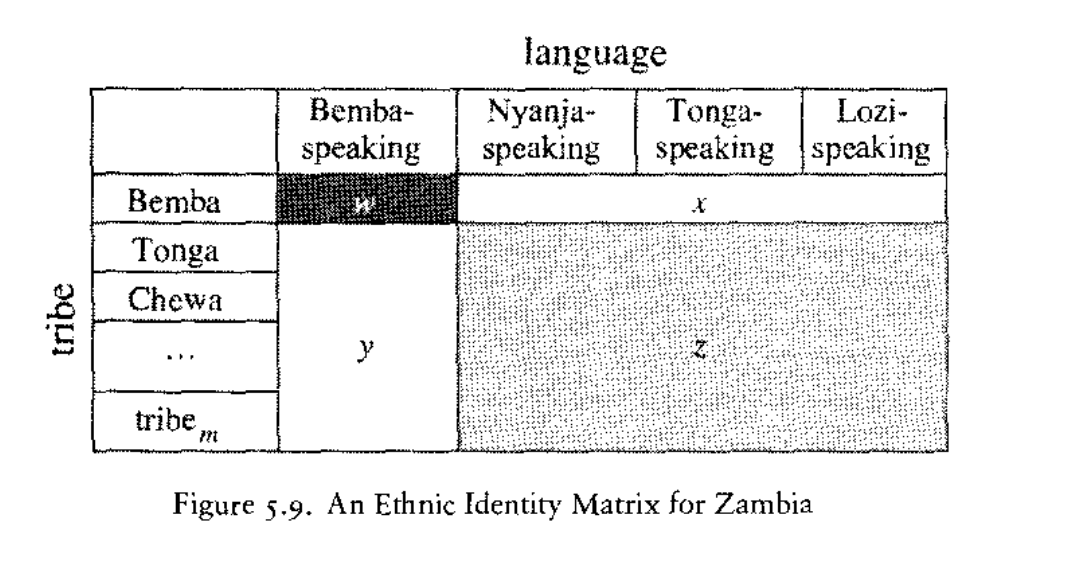 language
Bemba- Nyanja- Tonga- Lozi-
speaking speaking speaking speaking
Bemba w x
Tonga
Chewa
tribe
... y z
tribe m
Figure 5.9. An Ethnic Identity Matrix for Zambia